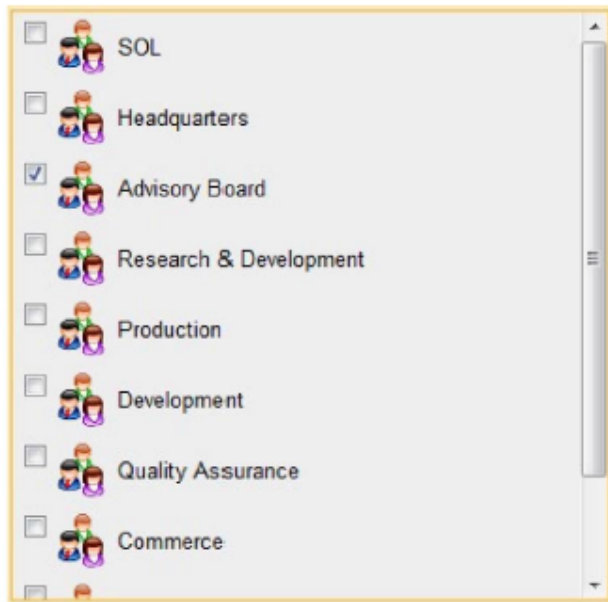 SOL
Headquarters
Advisory Board
Research & Development
Production
Development
Quality Assurance
Commerce